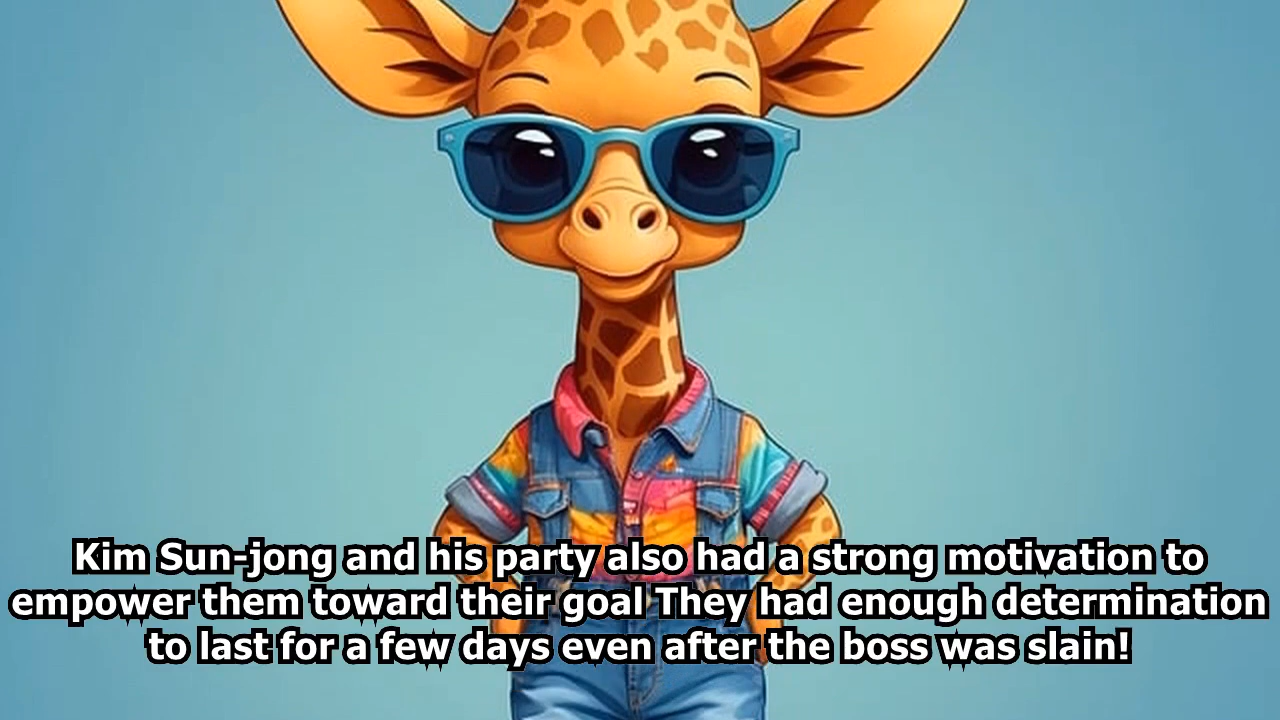 Kim Sun-jong and his party also had a strong motivation to
empower them toward their goal They had enough determination
to last for a few days even after the boss was slain!